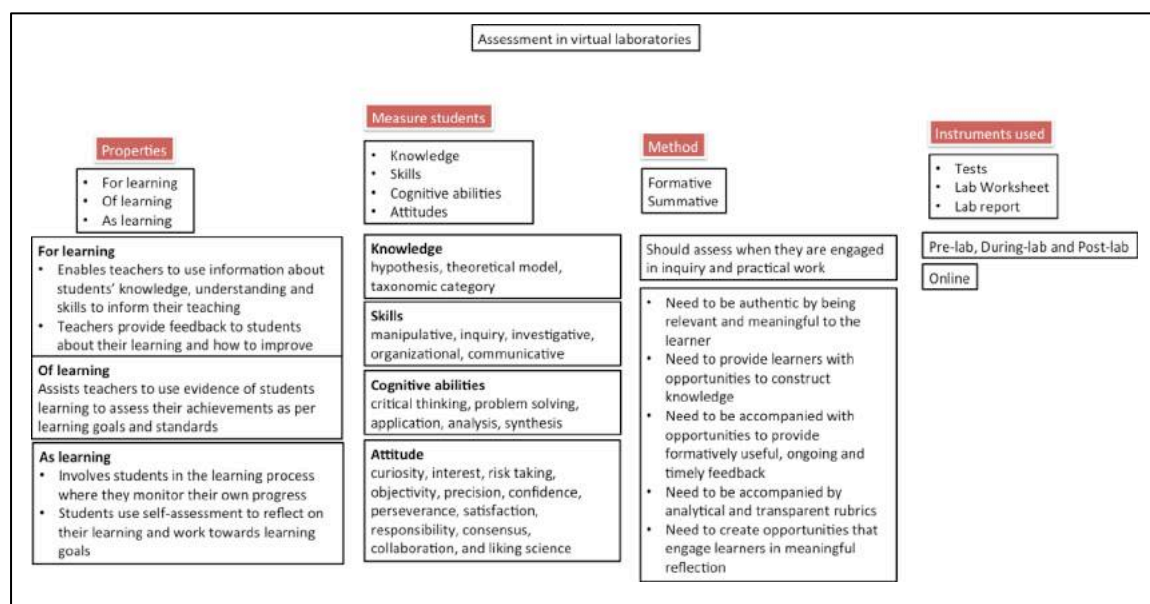 Assessment in virtual laboratories
Properties
• For learning
• Of learning
• As learning
For learning
• Enables teachers to use information about
students' knowledge, understanding and
skills to inform their teaching
• Teachers provide feedback to students
about their learning and how to improve
Of learning
Assists teachers to use evidence of students
learning to assess their achievements as per
learning goals and standards
As learning
• Involves students in the learning process
where they monitor their own progress
• Students use self-assessment to reflect on
their learning and work towards learning
goals
Measure students
• Knowledge
• Skills
• Cognitive abilities
• Attitudes
Knowledge
hypothesis, theoretical model,
taxonomic category
Skills
manipulative, inquiry, investigative,
organizational, communicative
Cognitive abilities
critical thinking, problem solving,
application, analysis, synthesis
Attitude
curiosity, interest, risk taking,
objectivity, precision, confidence,
perseverance, satisfaction,
responsibility, consensus,
collaboration, and liking science
Method
Formative
Summative
Should assess when they are engaged
in inquiry and practical work
• Need to be authentic by being
relevant and meaningful to the
learner
• Need to provide learners with
opportunities to construct
knowledge
• Need to be accompanied with
opportunities to provide
formatively useful, ongoing and
timely feedback
• Need to be accompanied by
analytical and transparent rubrics
• Need to create opportunities that
engage learners in meaningful
reflection
Instruments used
• Tests
• Lab Worksheet
• Lab report
Pre-lab, During-lab and Post-lab
Online